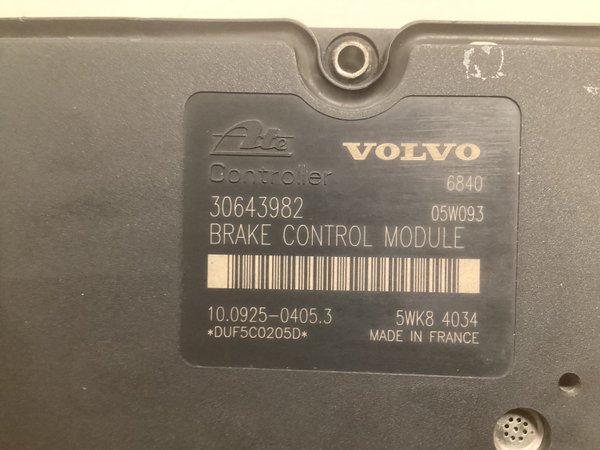 Ate VOLVO
Controller 6840
30643982 05W093
BRAKE CONTROL MODULE
10.0925-0405.3 5WK8 4034
*DUF5C0205D* MADE IN FRANCE